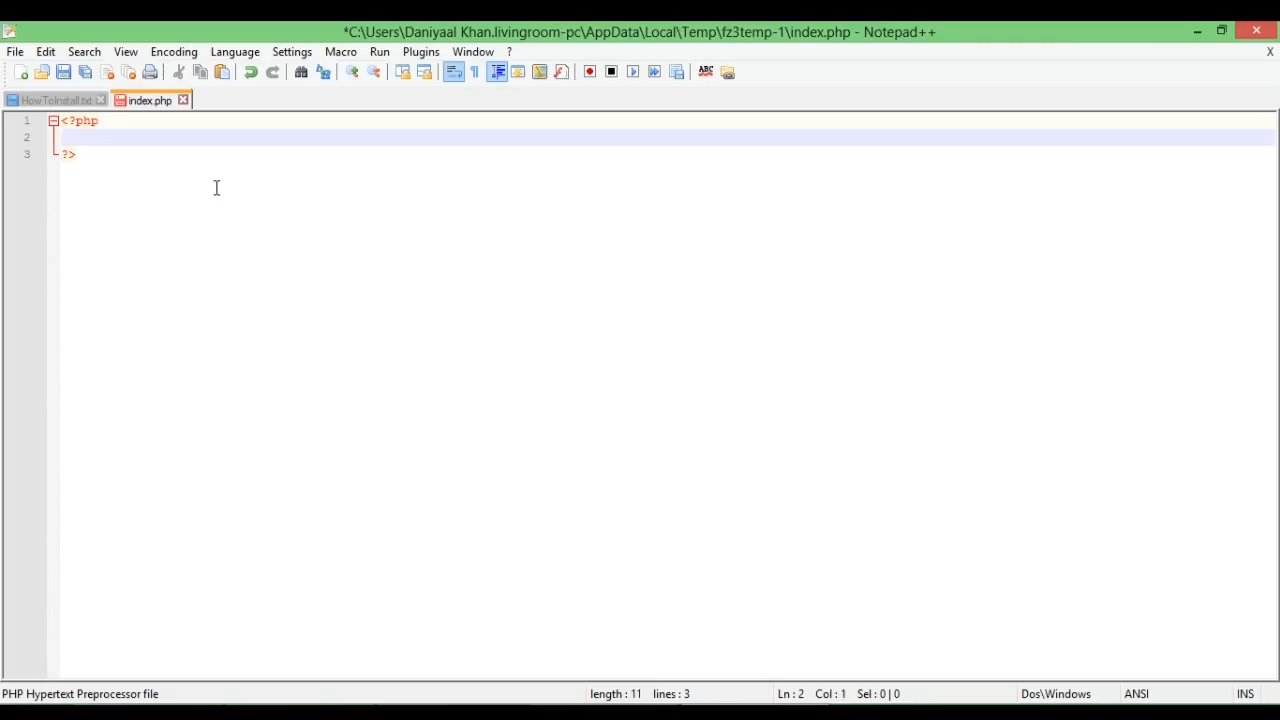 *C:\Users\Daniyaal Khan.livingroom-pc\AppData\Local\Temp\fz3temp-1\index.php - Notepad++
File Edit Search View Encoding Language Settings Macro Run Plugins Window ? X
ABC
HowToInstall.txt index.php
1 <?php
2
3 ?>
PHP Hypertext Preprocessor file length : 11 lines : 3 Ln : 2 Col : 1 Sel : 0 | 0 Dos\Windows ANSI INS